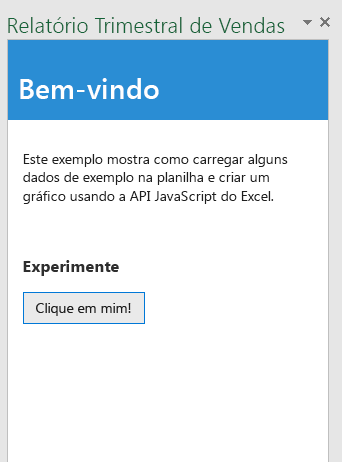 Relatório Trimestral de Vendas
Bem-vindo
Este exemplo mostra como carregar alguns
dados de exemplo na planilha e criar um
gráfico usando a API JavaScript do Excel.
Experimente
Clique em mim!